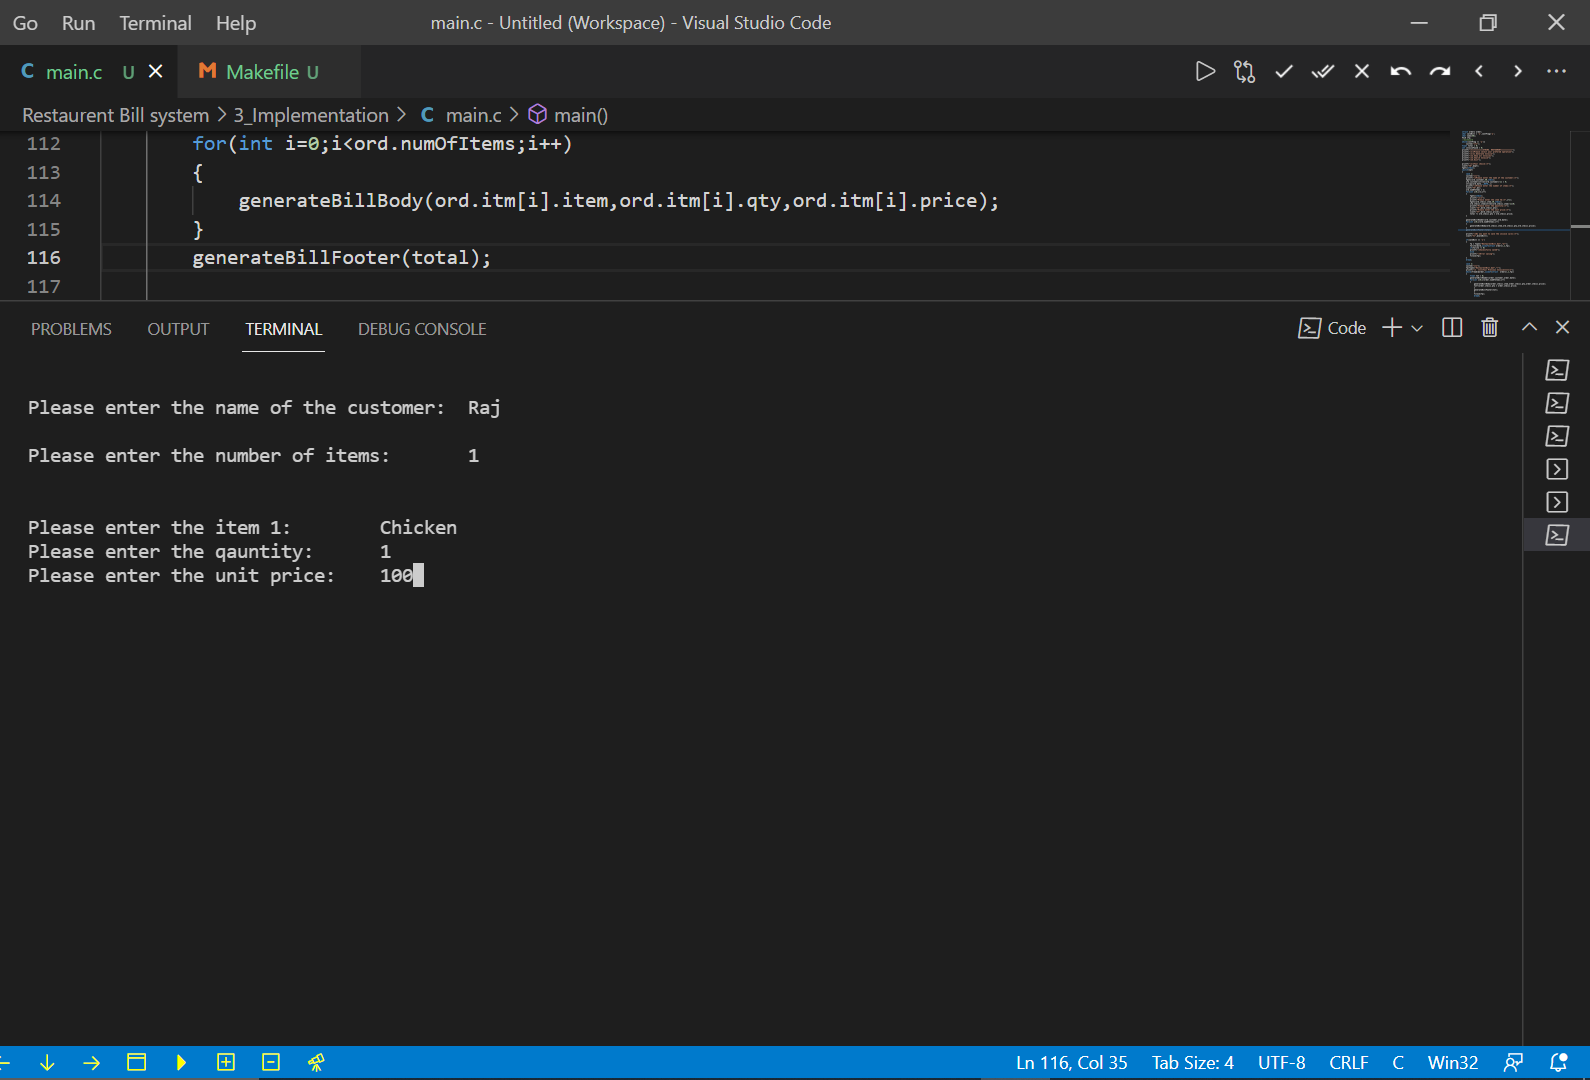 Go Run Terminal Help main.c - Untitled (Workspace) - Visual Studio Code
C main.c U M Makefile U
Restaurent Bill system > 3_Implementation > C main.c > main()
112 for(int i=0;i<ord.numOfItems;i++)
113 {
114 generateBillBody(ord.itm[i].item,ord.itm[i].qty,ord.itm[i].price);
115 }
116 generateBillFooter(total);
117
PROBLEMS OUTPUT TERMINAL DEBUG CONSOLE Code
Please enter the name of the customer: Raj
Please enter the number of items: 1
Please enter the item 1: Chicken
Please enter the qauntity: 1
Please enter the unit price: 100
Ln 116, Col 35 Tab Size: 4 UTF-8 CRLF C Win32